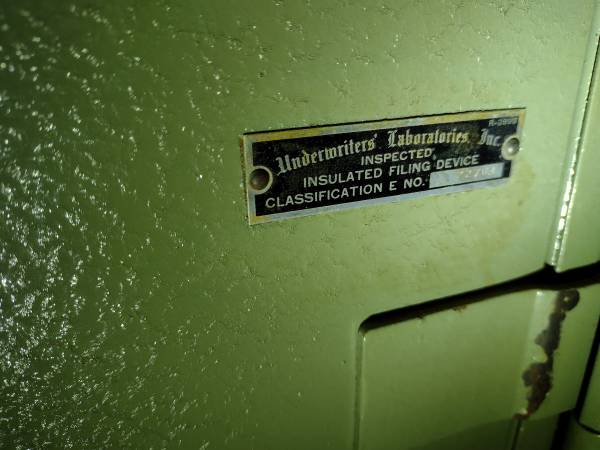 Underwriters' Laboratories, Inc.
INSPECTED
INSULATED FILING DEVICE
CLASSIFICATION E NO.